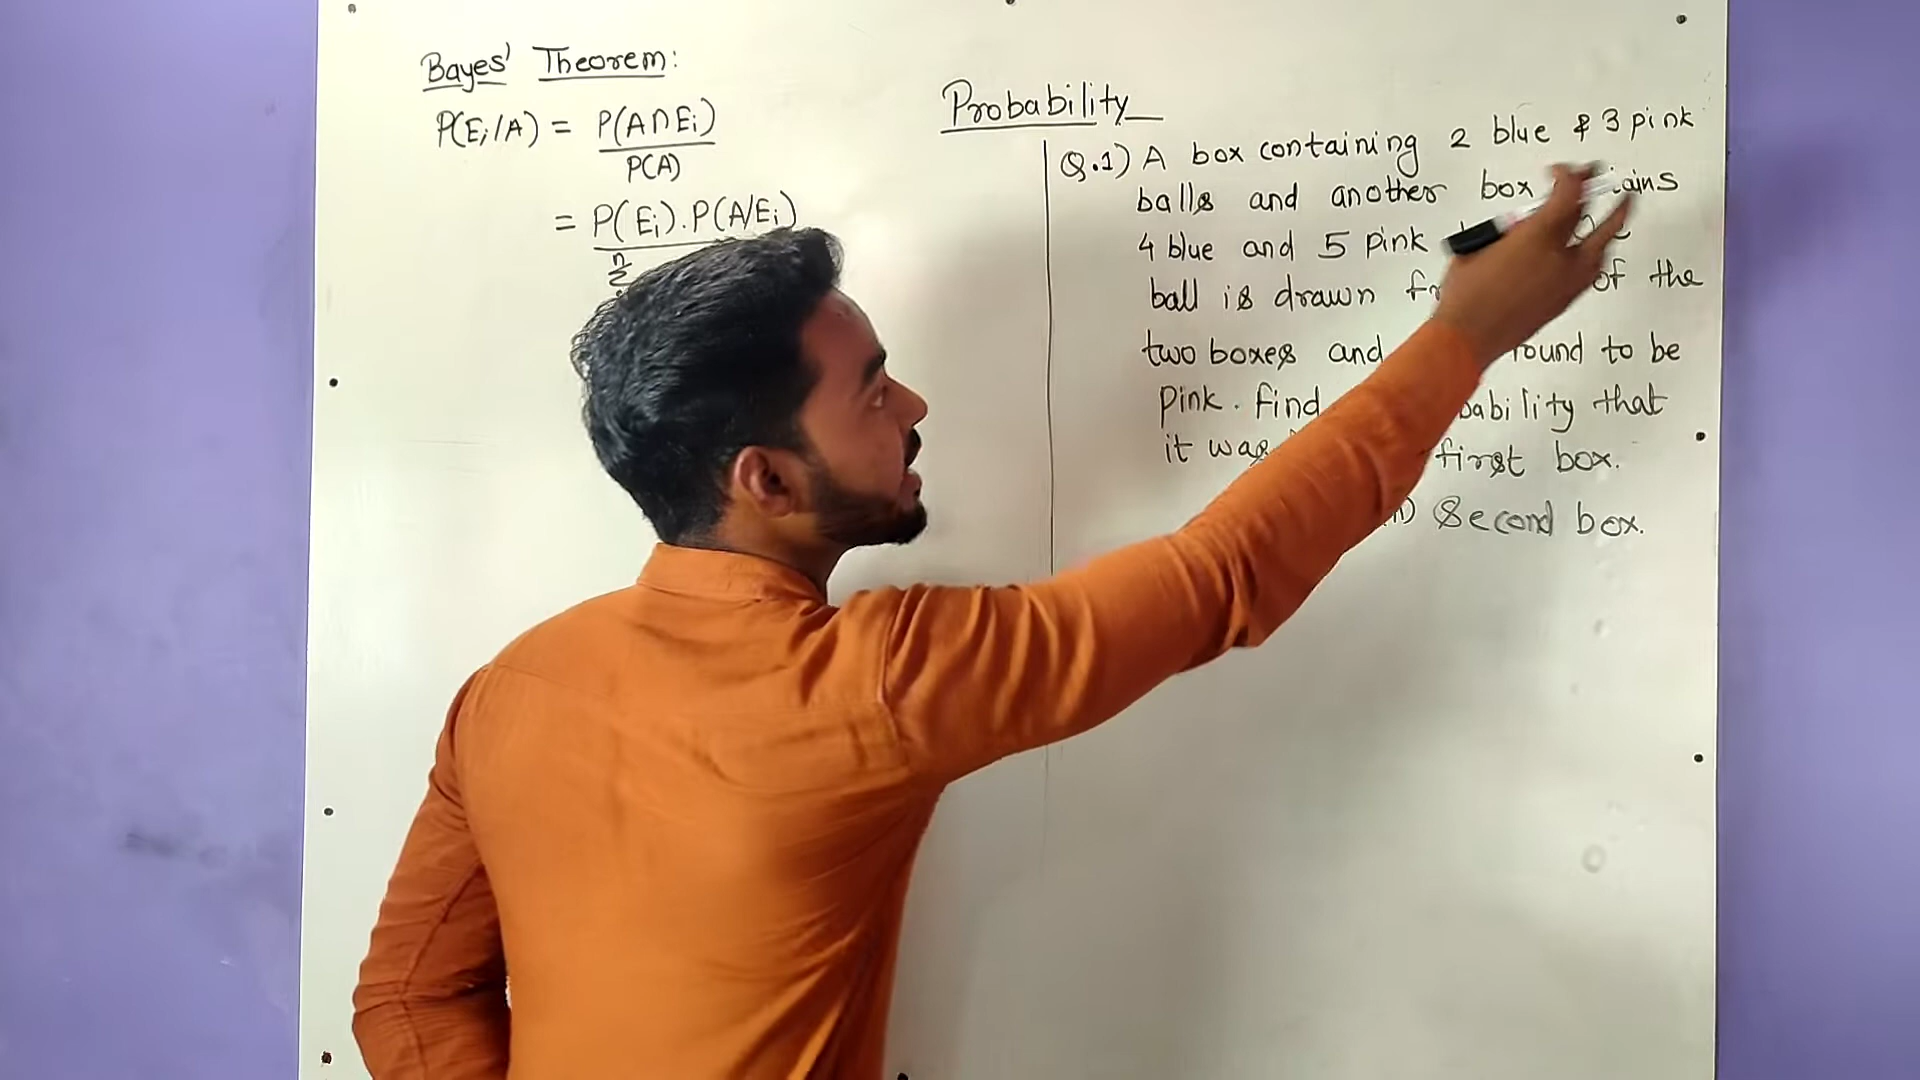 Bayes' Theorem:
P(Ei/A) = P(A∩Ei)
P(A)
= P(Ei).P(A/Ei)
n
Σ
Probability
Q.1) A box containing 2 blue & 3 pink
balls and another box
4 blue and 5 pink
ball is drawn of the
two boxes and found to be
pink. find that
it was first box.
Second box.